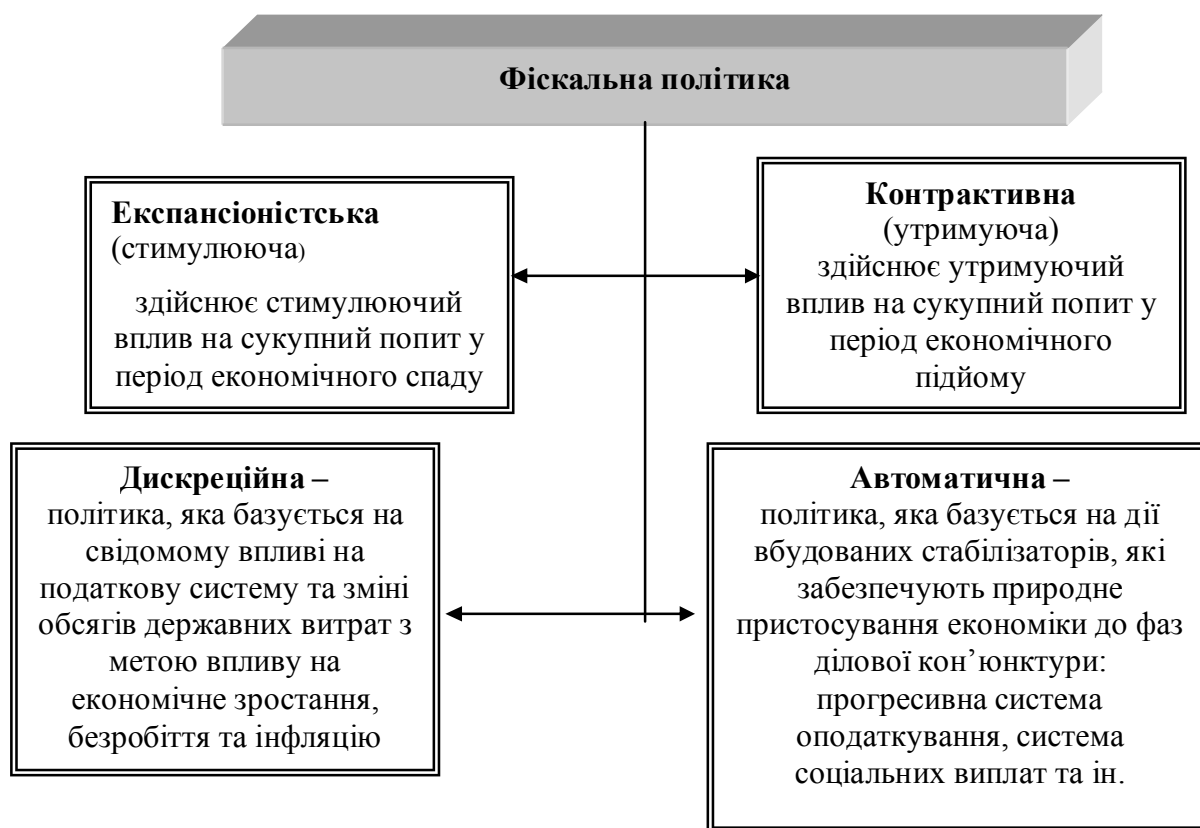 Фіскальна політика
Експансіоністська
(стимулююча)
здійснює стимулюючий
вплив на сукупний попит у
період економічного спаду
Контрактивна
(утримуюча)
здійснює утримуючий
вплив на сукупний попит у
період економічного
підйому
Дискреційна –
політика, яка базується на
свідомому впливі на
податкову систему та зміні
обсягів державних витрат з
метою впливу на
економічне зростання,
безробіття та інфляцію
Автоматична –
політика, яка базується на дії
вбудованих стабілізаторів, які
забезпечують природне
пристосування економіки до фаз
ділової кон’юнктури:
прогресивна система
оподаткування, система
соціальних виплат та ін.